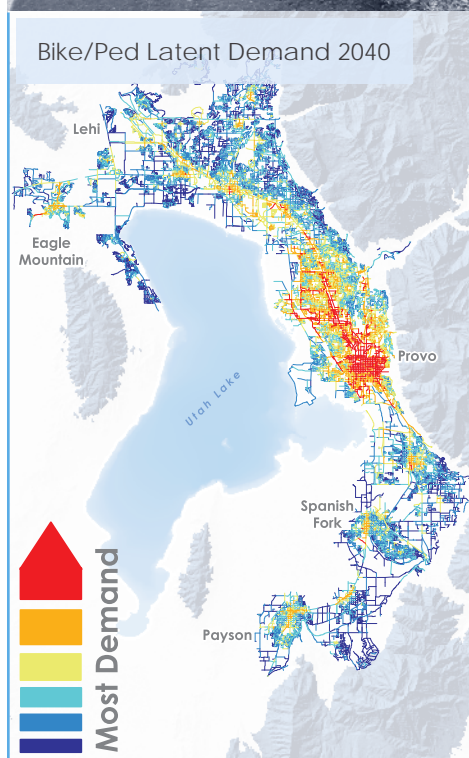 Bike/Ped Latent Demand 2040
Lehi
Eagle
Mountain
Provo
Utah Lake
Spanish
Fork
Payson
Most Demand